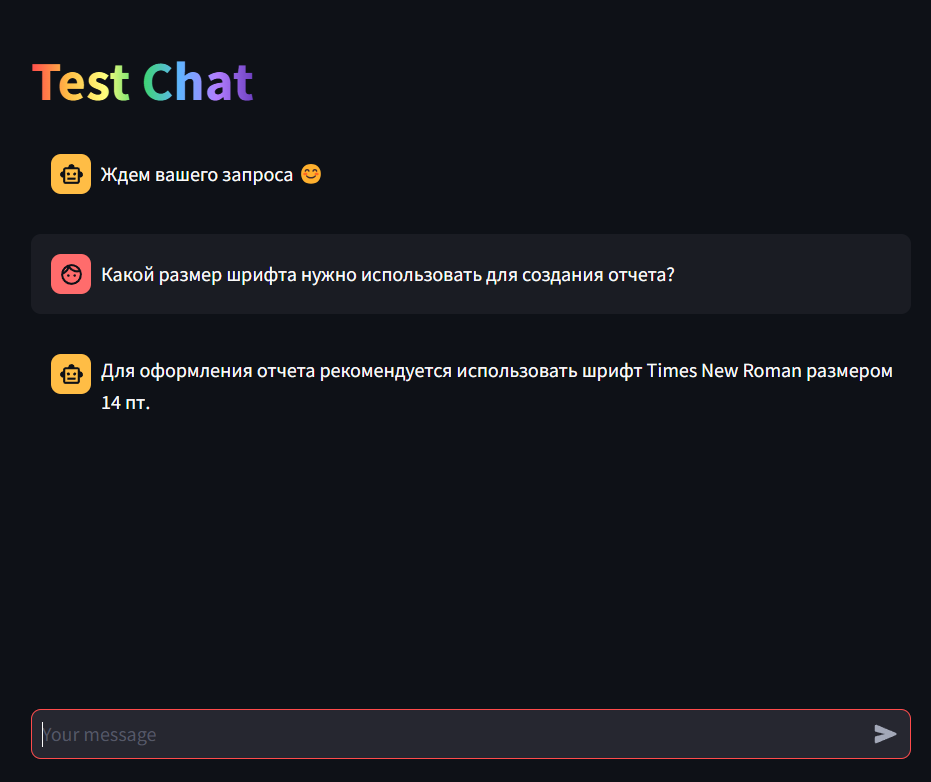 Test Chat
Ждем вашего запроса 😊
Какой размер шрифта нужно использовать для создания отчета?
Для оформления отчета рекомендуется использовать шрифт Times New Roman размером
14 пт.
Your message